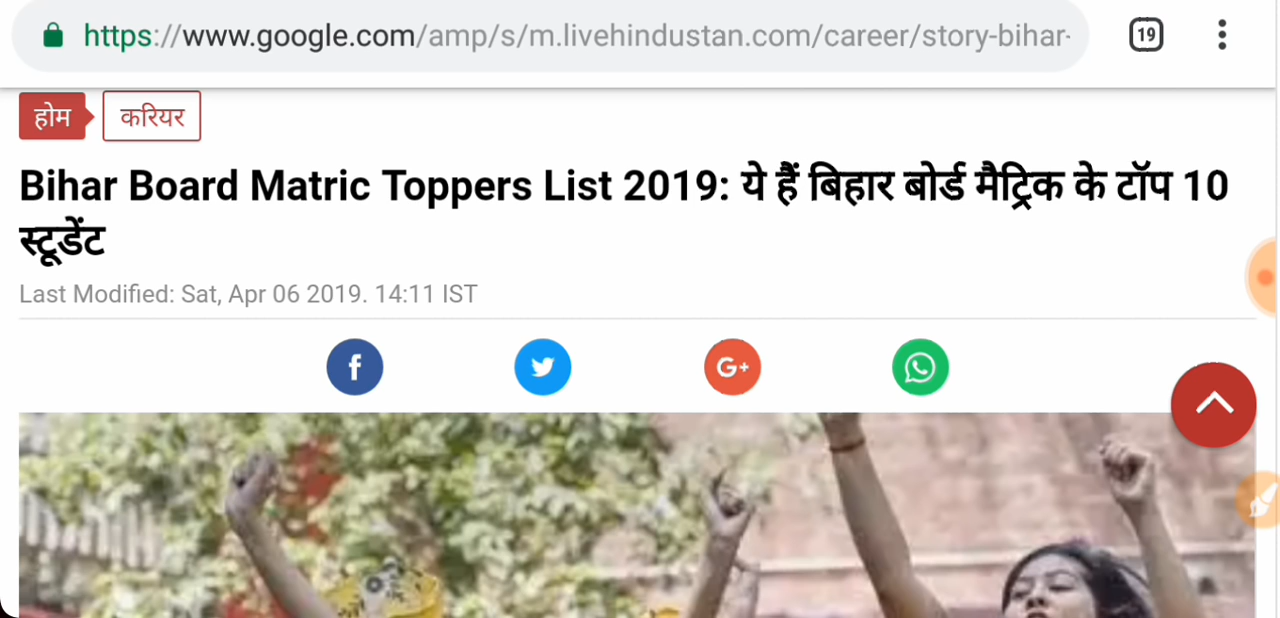 https://www.google.com/amp/s/m.livehindustan.com/career/story-bihar-
19
होम
करियर
Bihar Board Matric Toppers List 2019: ये हैं बिहार बोर्ड मैट्रिक के टॉप 10
स्टूडेंट
Last Modified: Sat, Apr 06 2019. 14:11 IST
f
G+